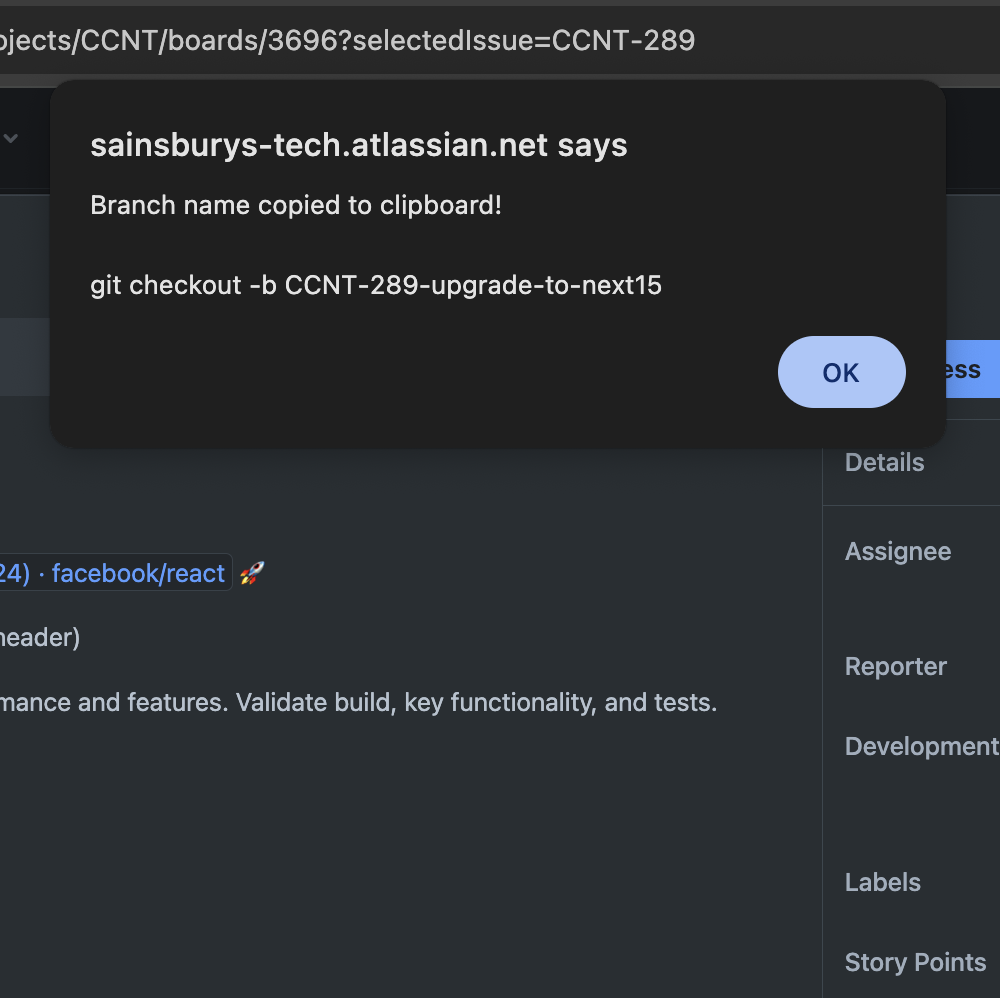 ojects/CCNT/boards/3696?selectedIssue=CCNT-289
sainsburys-tech.atlassian.net says
Branch name copied to clipboard!
git checkout -b CCNT-289-upgrade-to-next15
OK
ess
Details
24) · facebook/react 🚀
Assignee
header)
Reporter
mance and features. Validate build, key functionality, and tests.
Development
Labels
Story Points